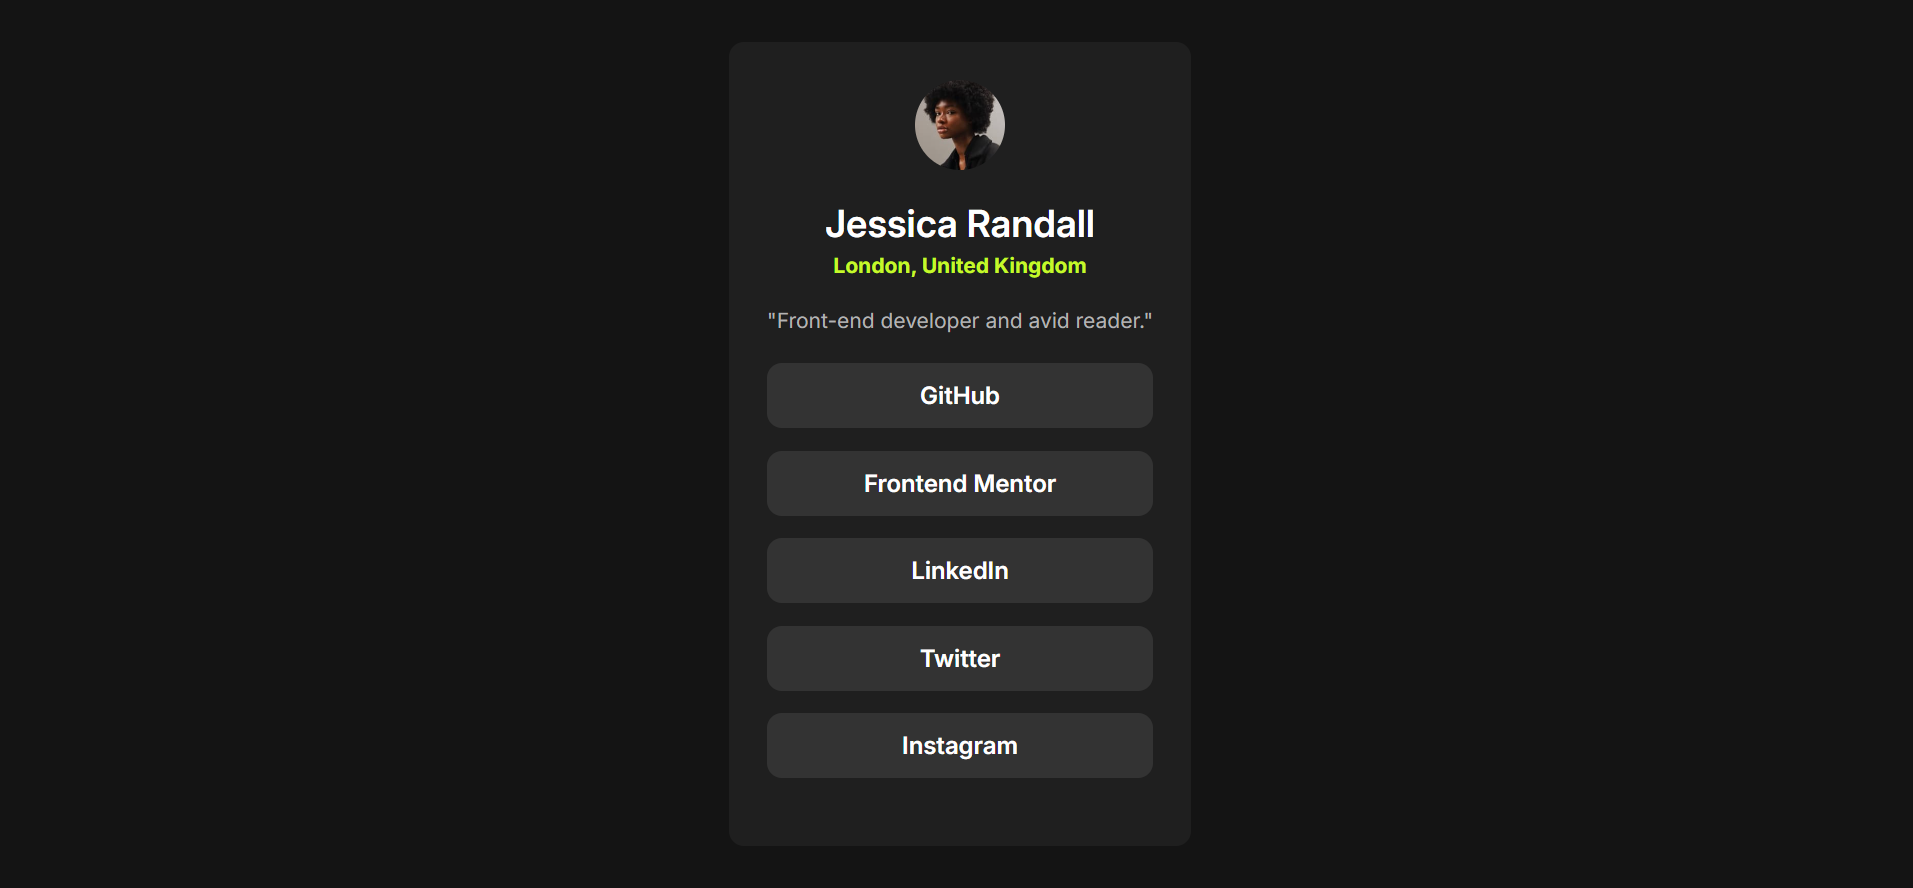 Jessica Randall
London, United Kingdom
"Front-end developer and avid reader."
GitHub
Frontend Mentor
LinkedIn
Twitter
Instagram